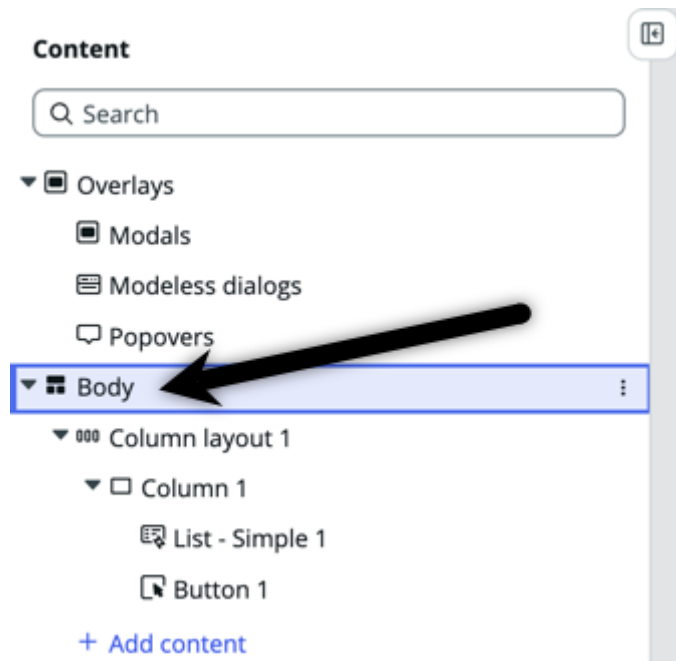 Content
Search
Overlays
Modals
Modeless dialogs
Popovers
Body
Column layout 1
Column 1
List - Simple 1
Button 1
+ Add content